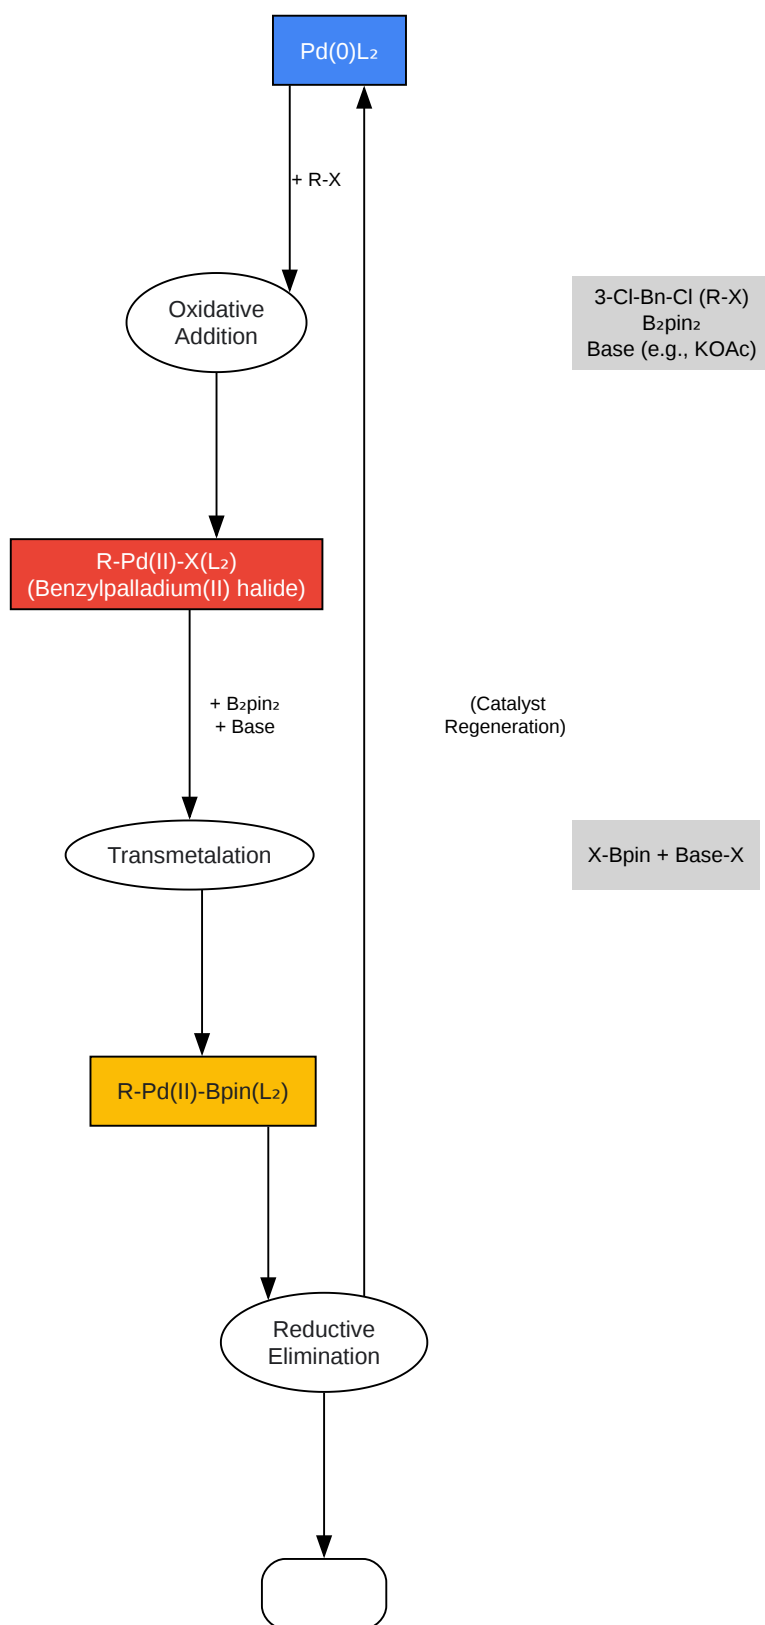 Pd(0)L₂
+ R-X
Oxidative
Addition
3-Cl-Bn-Cl (R-X)
B₂pin₂
Base (e.g., KOAc)
R-Pd(II)-X(L₂)
(Benzylpalladium(II) halide)
+ B₂pin₂
+ Base
(Catalyst
Regeneration)
Transmetalation
X-Bpin + Base-X
R-Pd(II)-Bpin(L₂)
Reductive
Elimination